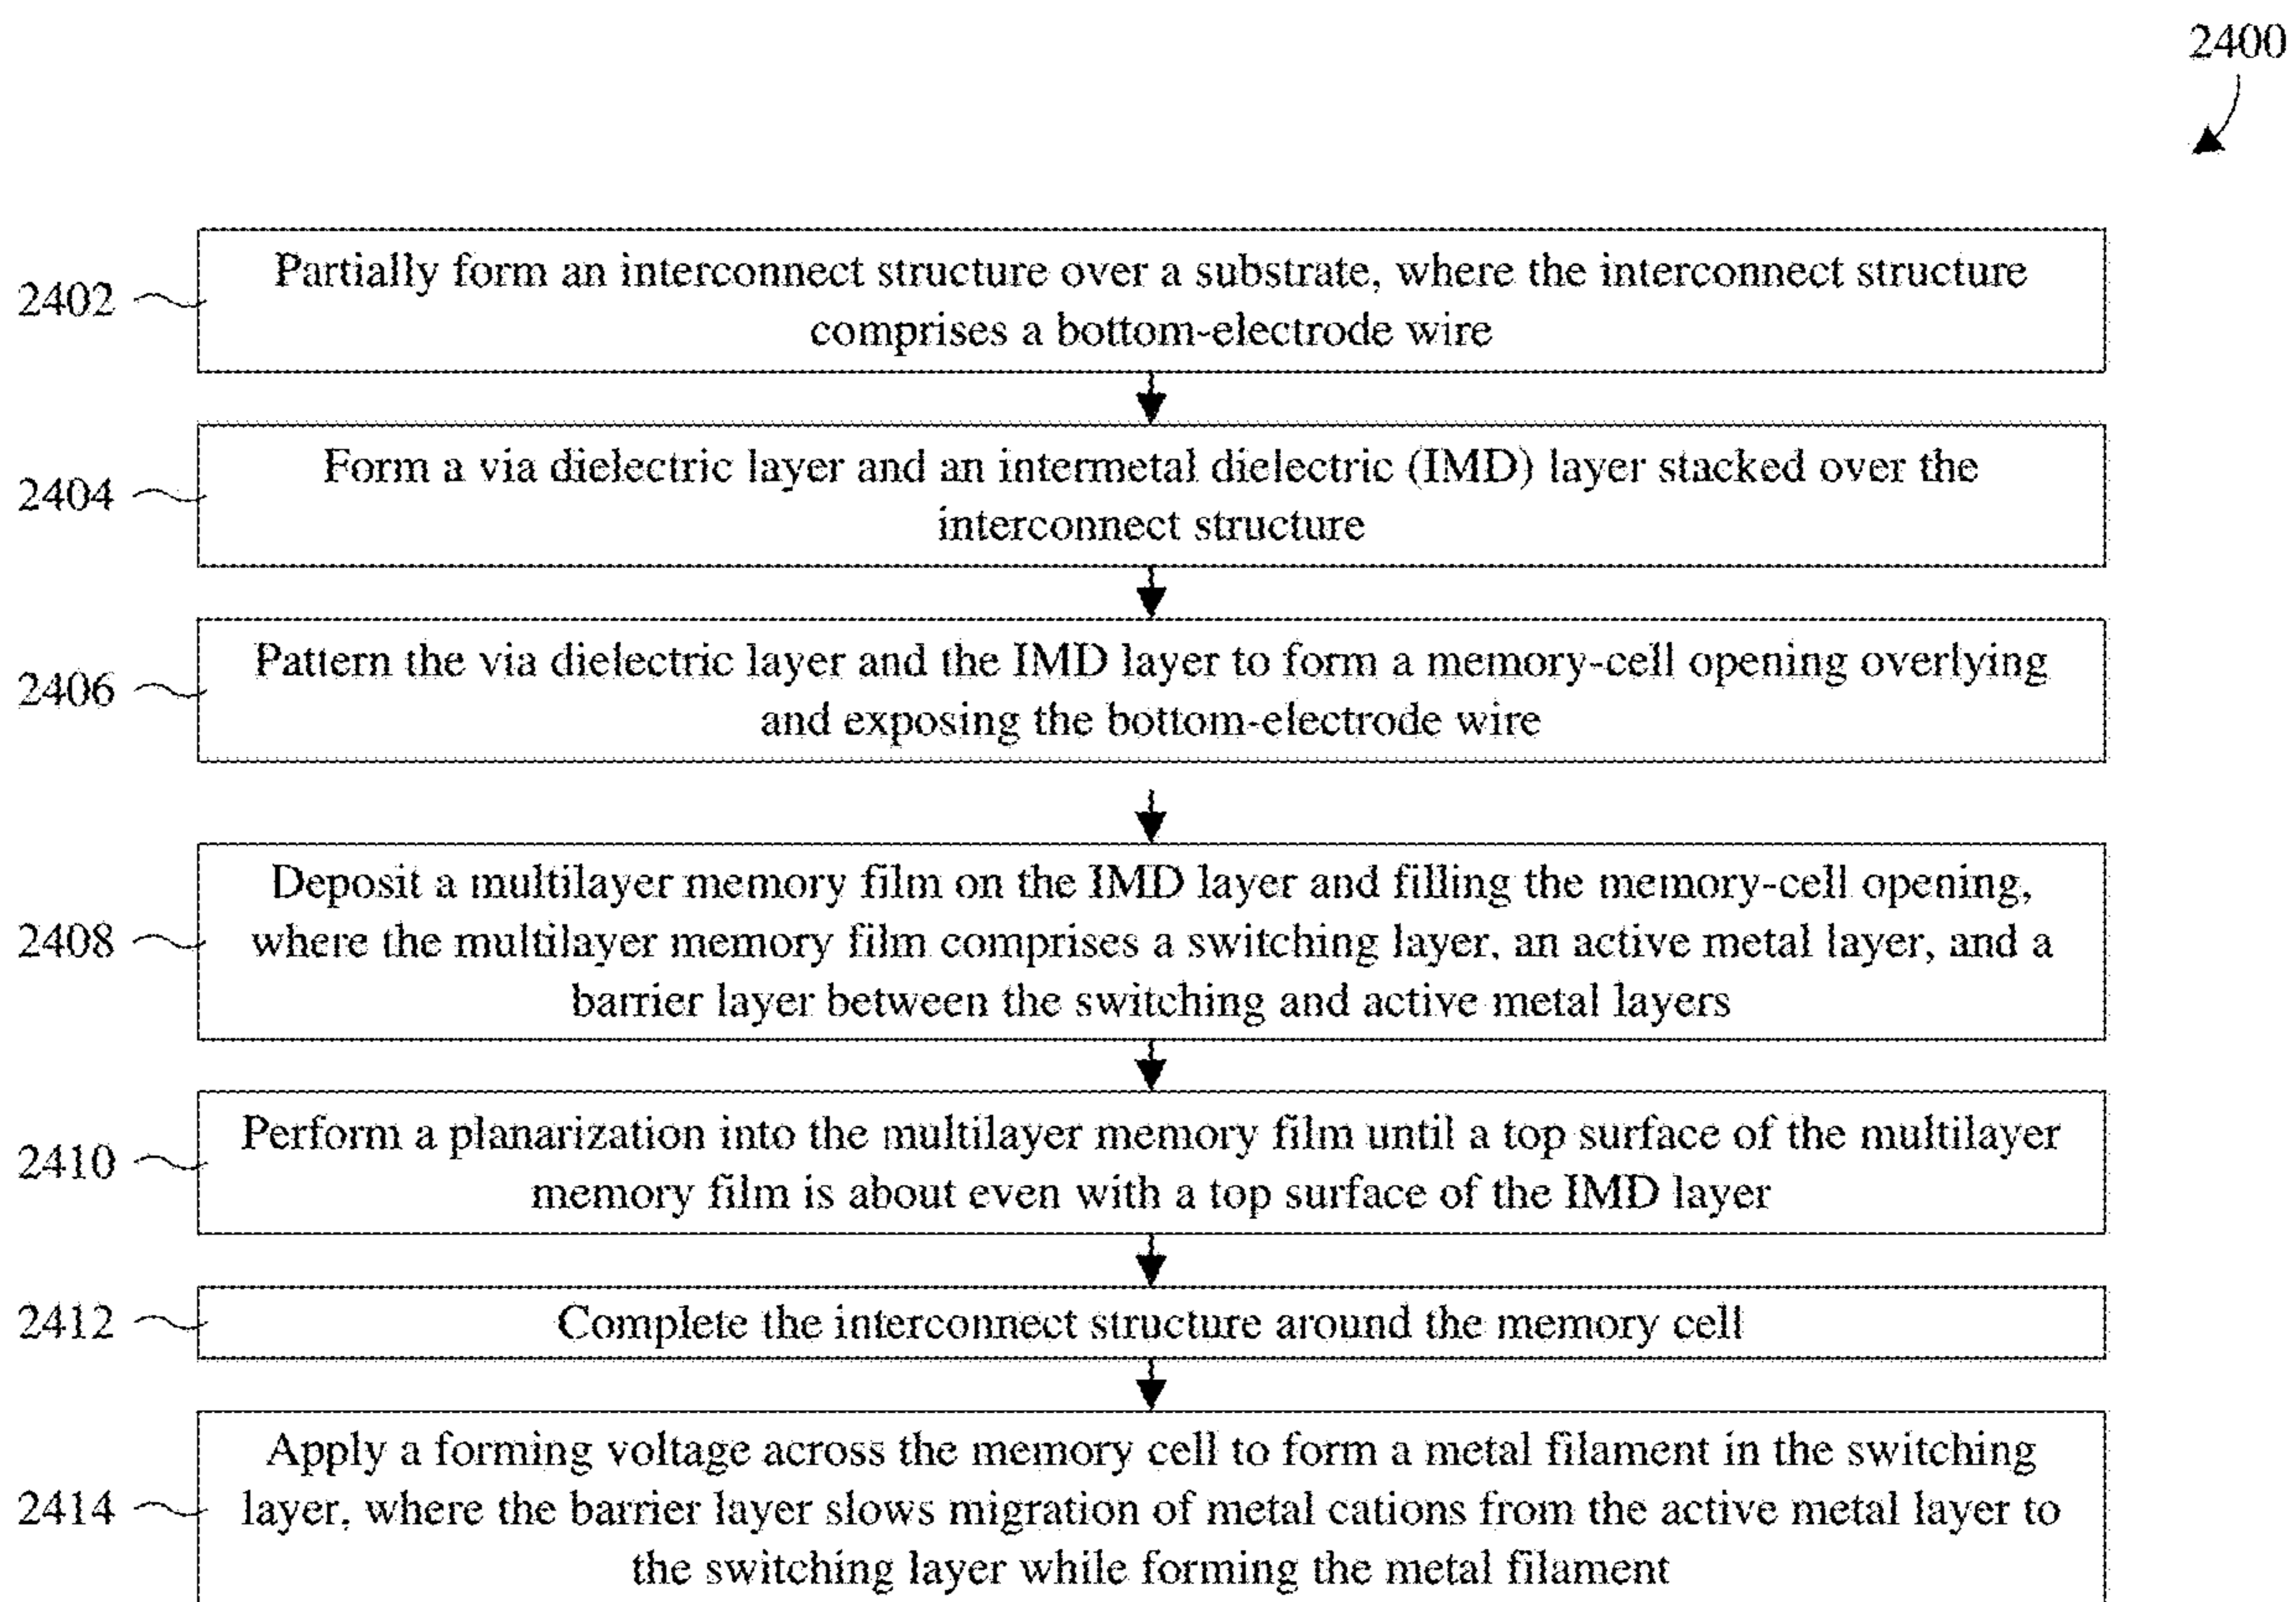 2400
2402
Partially form an interconnect structure over a substrate, where the interconnect structure
comprises a bottom-electrode wire
2404
Form a via dielectric layer and an intermetal dielectric (IMD) layer stacked over the
interconnect structure
2406
Pattern the via dielectric layer and the IMD layer to form a memory-cell opening overlying
and exposing the bottom-electrode wire
2408
Deposit a multilayer memory film on the IMD layer and filling the memory-cell opening,
where the multilayer memory film comprises a switching layer, an active metal layer, and a
barrier layer between the switching and active metal layers
2410
Perform a planarization into the multilayer memory film until a top surface of the multilayer
memory film is about even with a top surface of the IMD layer
2412
Complete the interconnect structure around the memory cell
2414
Apply a forming voltage across the memory cell to form a metal filament in the switching
layer, where the barrier layer slows migration of metal cations from the active metal layer to
the switching layer while forming the metal filament